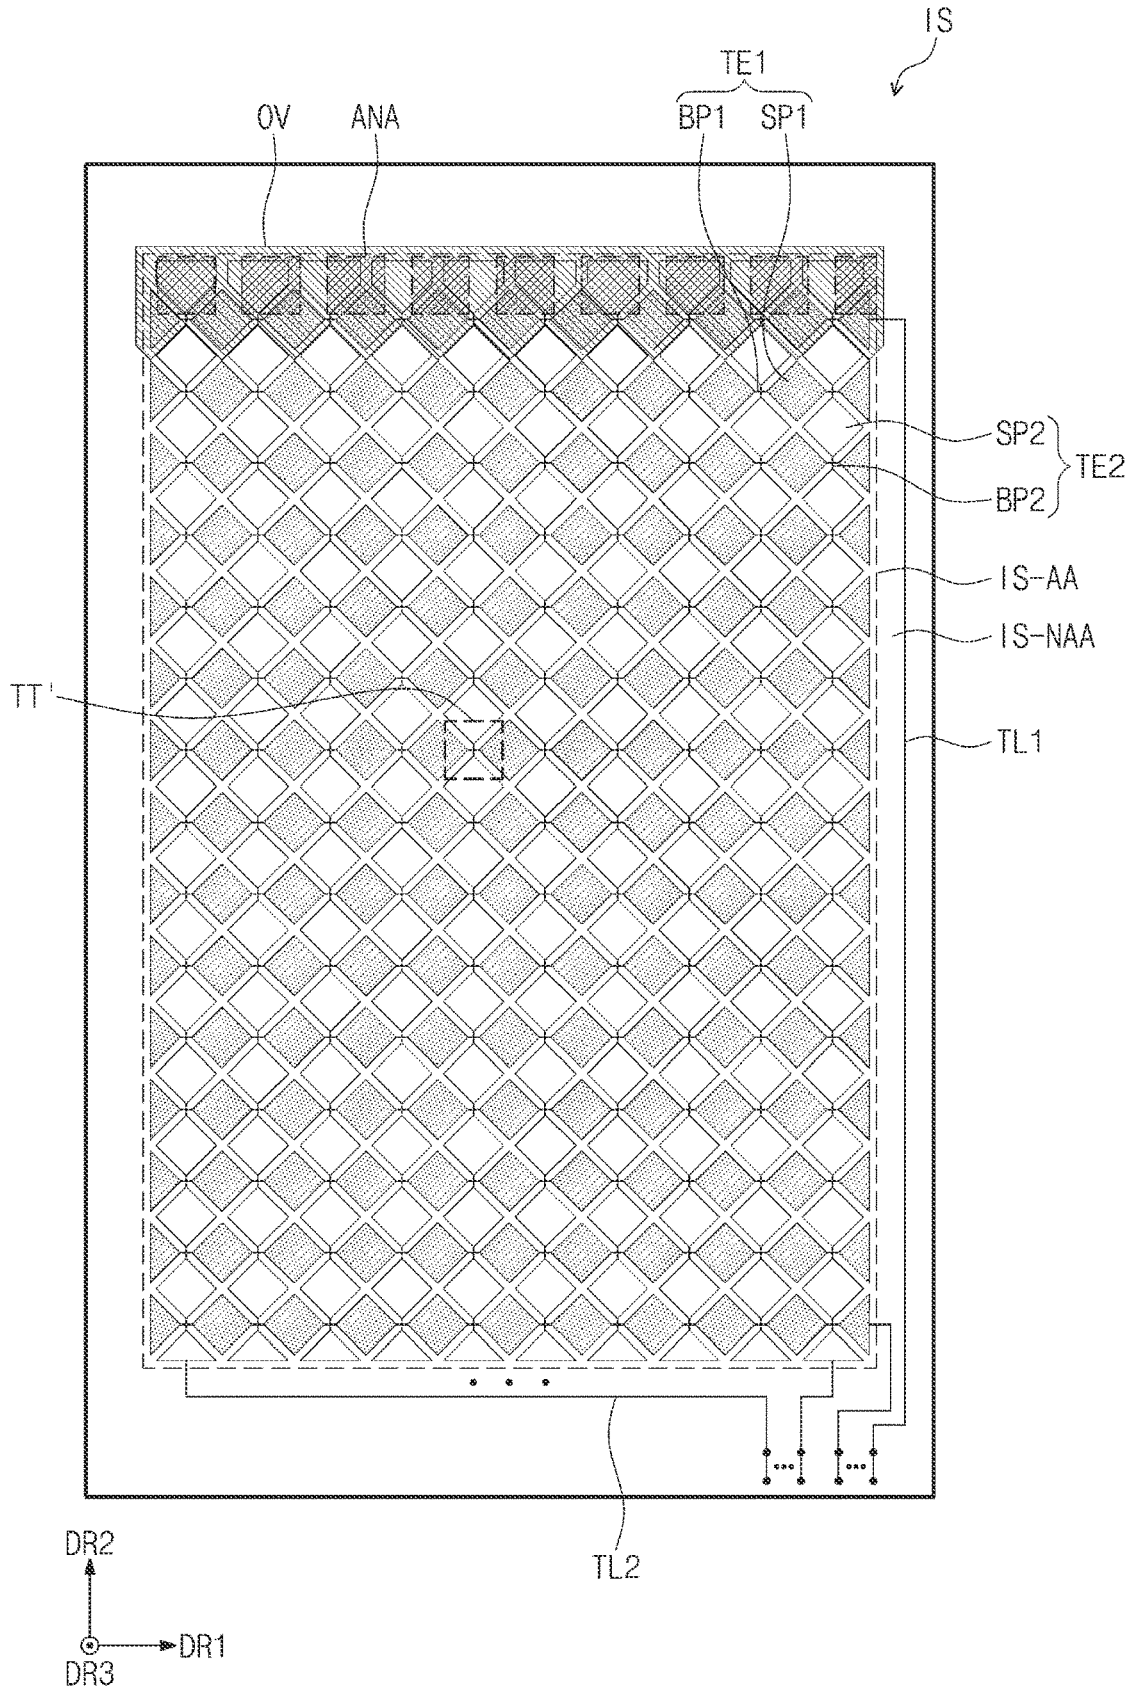 IS
TE1
OV ANA BP1 SP1
SP2
TE2
BP2
IS-AA
IS-NAA
TT'
TL1
TL2
DR2
DR1
DR3